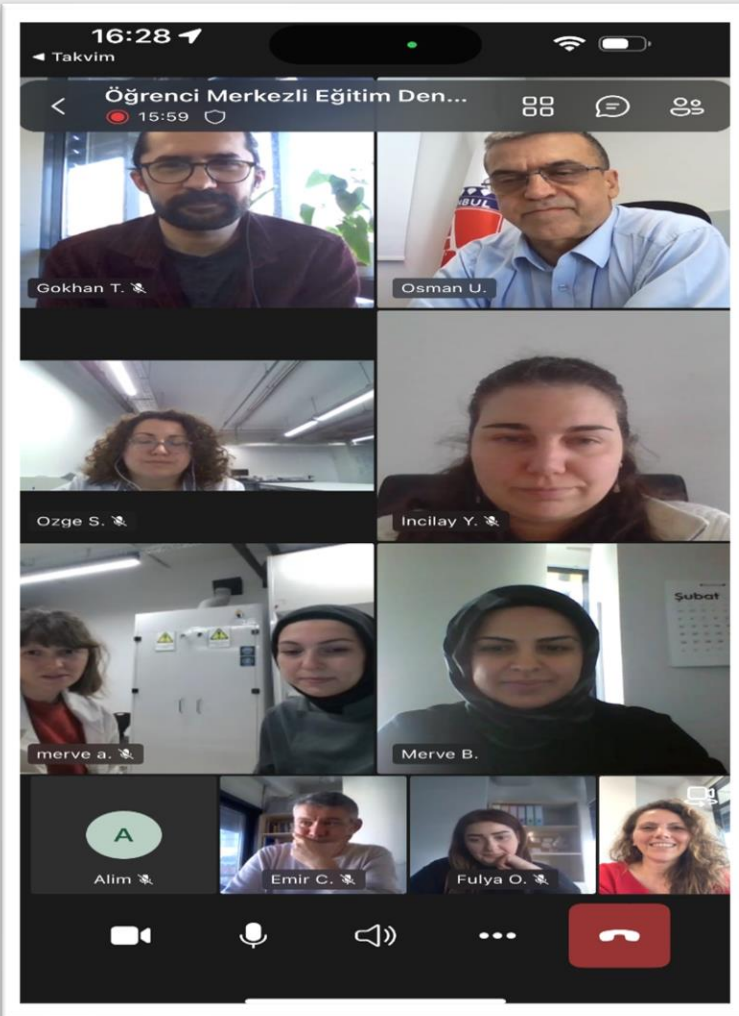 16:28
◄ Takvim
Öğrenci Merkezli Eğitim Den...
15:59
BUL
Gokhan T.
Osman U.
Ozge S.
Incilay Y.
Şubat
merve a.
Merve B.
A
Alim
Emir C.
Fulya O.